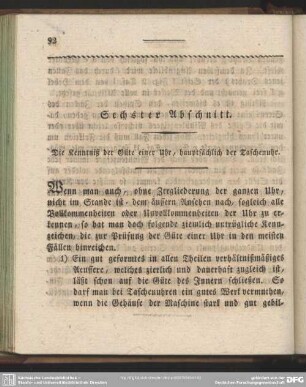 92
Sechster Abschnitt.
Die Kenntniß der Güte einer Uhr, hauptsächlich der Taschenuhr.
Wenn man auch, ohne Zergliederung der ganzen Uhr,
nicht im Stande ist, dem äußern Ansehen nach, sogleich alle
Vollkommenheiten oder Unvollkommenheiten der Uhr zu er-
kennen, so hat man doch folgende ziemlich untrügliche Kenn-
zeichen, die zur Prüfung der Güte einer Uhr in den meisten
Fällen hinreichen.
1) Ein gut geformtes in allen Theilen verhältnißmäßiges
Aeussere, welches zierlich und dauerhaft zugleich ist,
läßt schon auf die Güte des Innern schließen. So
darf man bei Taschenuhren ein gutes Werk vermuthen,
wenn die Gehäuse der Maschine stark und gut gebil-